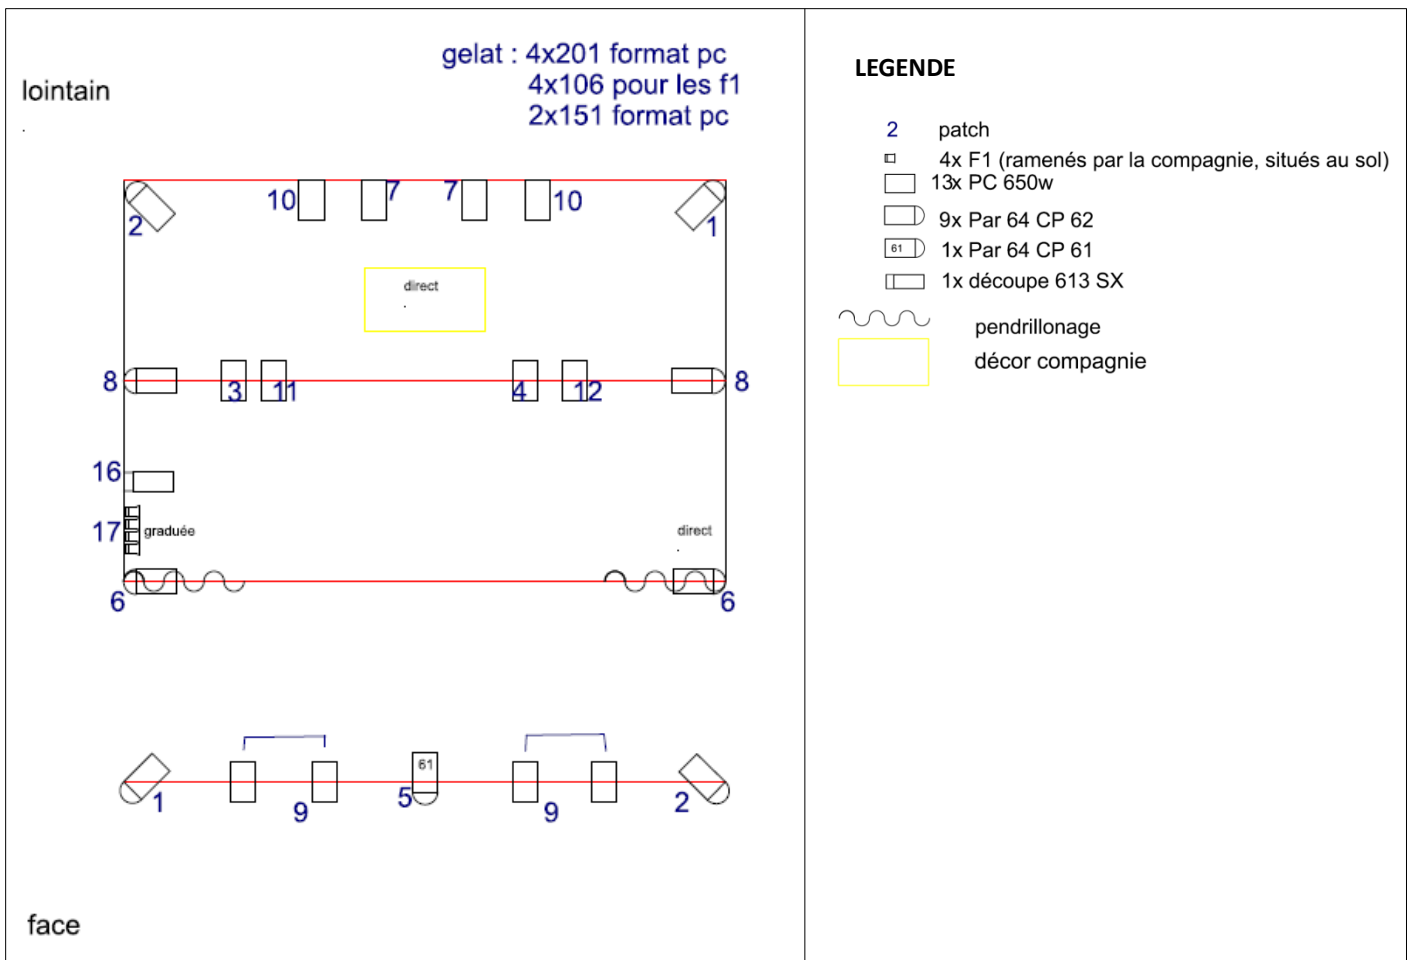 gelat : 4x201 format pc
4x106 pour les f1
2x151 format pc
lointain
10 7 7 10
2 1
direct
8 3 11 4 12 8
16
17 graduée direct
6 6
61
1 9 5 9 2
face
LEGENDE
2 patch
4x F1 (ramenés par la compagnie, situés au sol)
13x PC 650w
9x Par 64 CP 62
61 1x Par 64 CP 61
1x découpe 613 SX
pendrillonage
décor compagnie